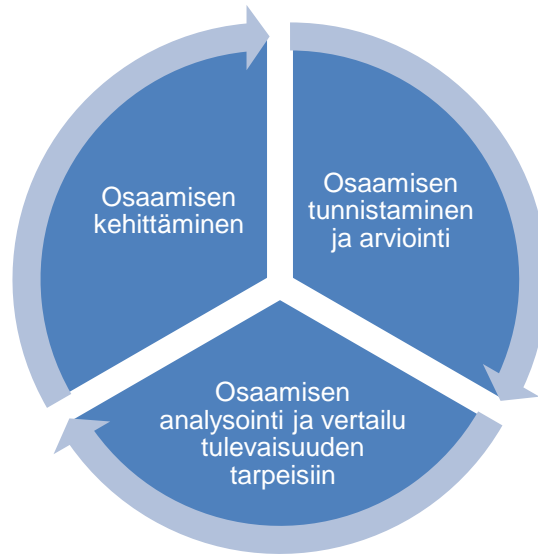 Osaamisen
kehittäminen
Osaamisen
tunnistaminen
ja arviointi
Osaamisen
analysointi ja vertailu
tulevaisuuden
tarpeisiin